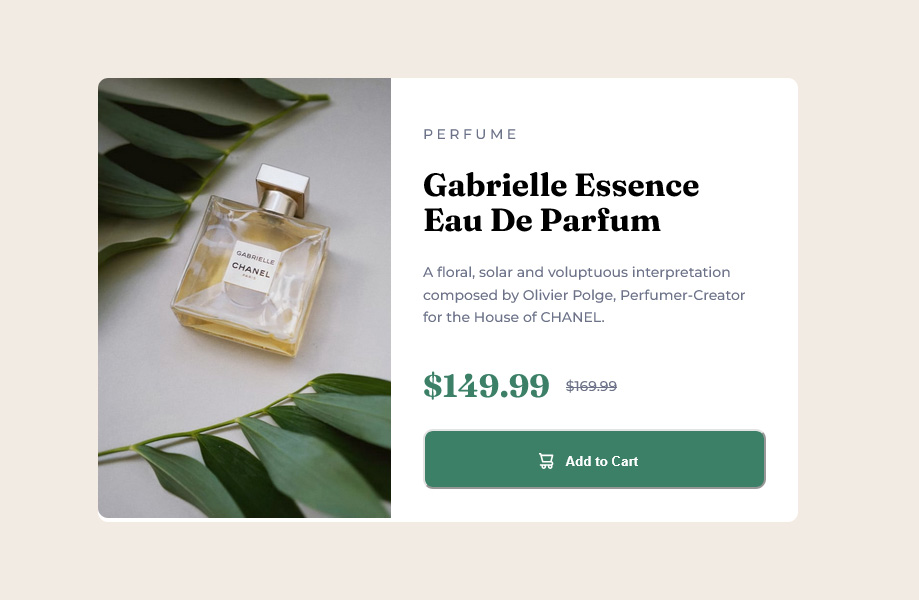 GABRIELLE
CHANEL
PARIS
PERFUME
Gabrielle Essence
Eau De Parfum
A floral, solar and voluptuous interpretation
composed by Olivier Polge, Perfumer-Creator
for the House of CHANEL.
$149.99 $169.99
Add to Cart